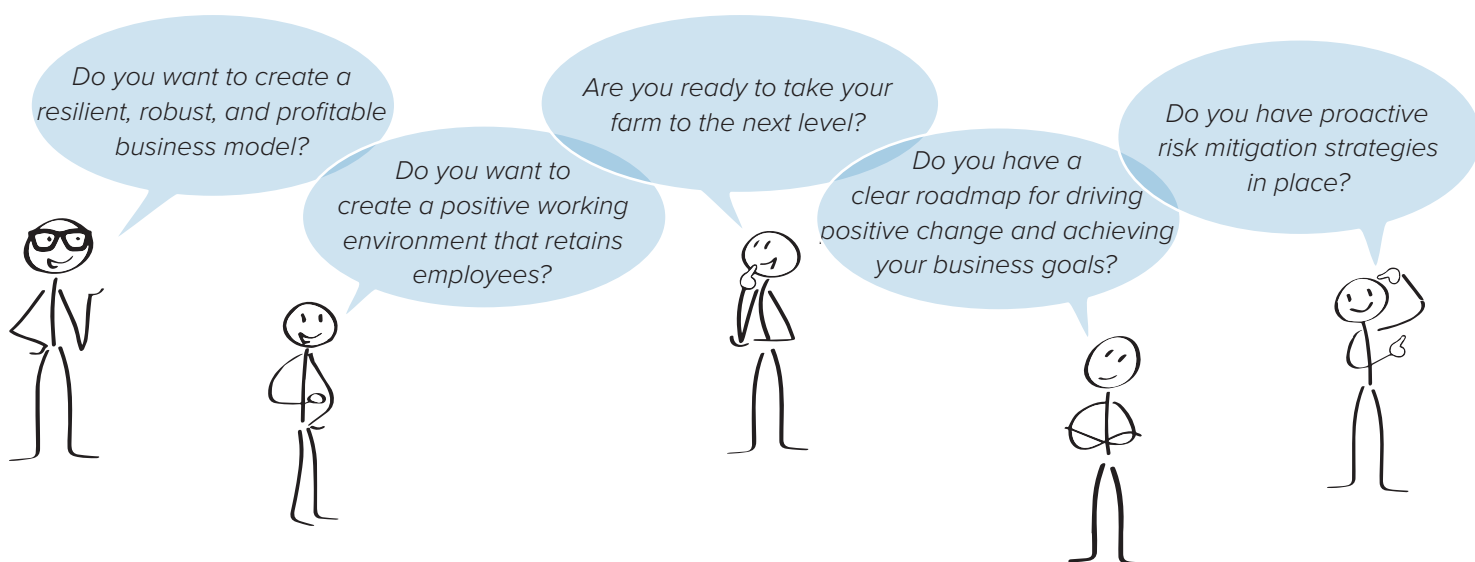 Do you want to create a
resilient, robust, and profitable
business model?
Do you want to
create a positive working
environment that retains
employees?
Are you ready to take your
farm to the next level?
Do you have a
clear roadmap for driving
positive change and achieving
your business goals?
Do you have proactive
risk mitigation strategies
in place?